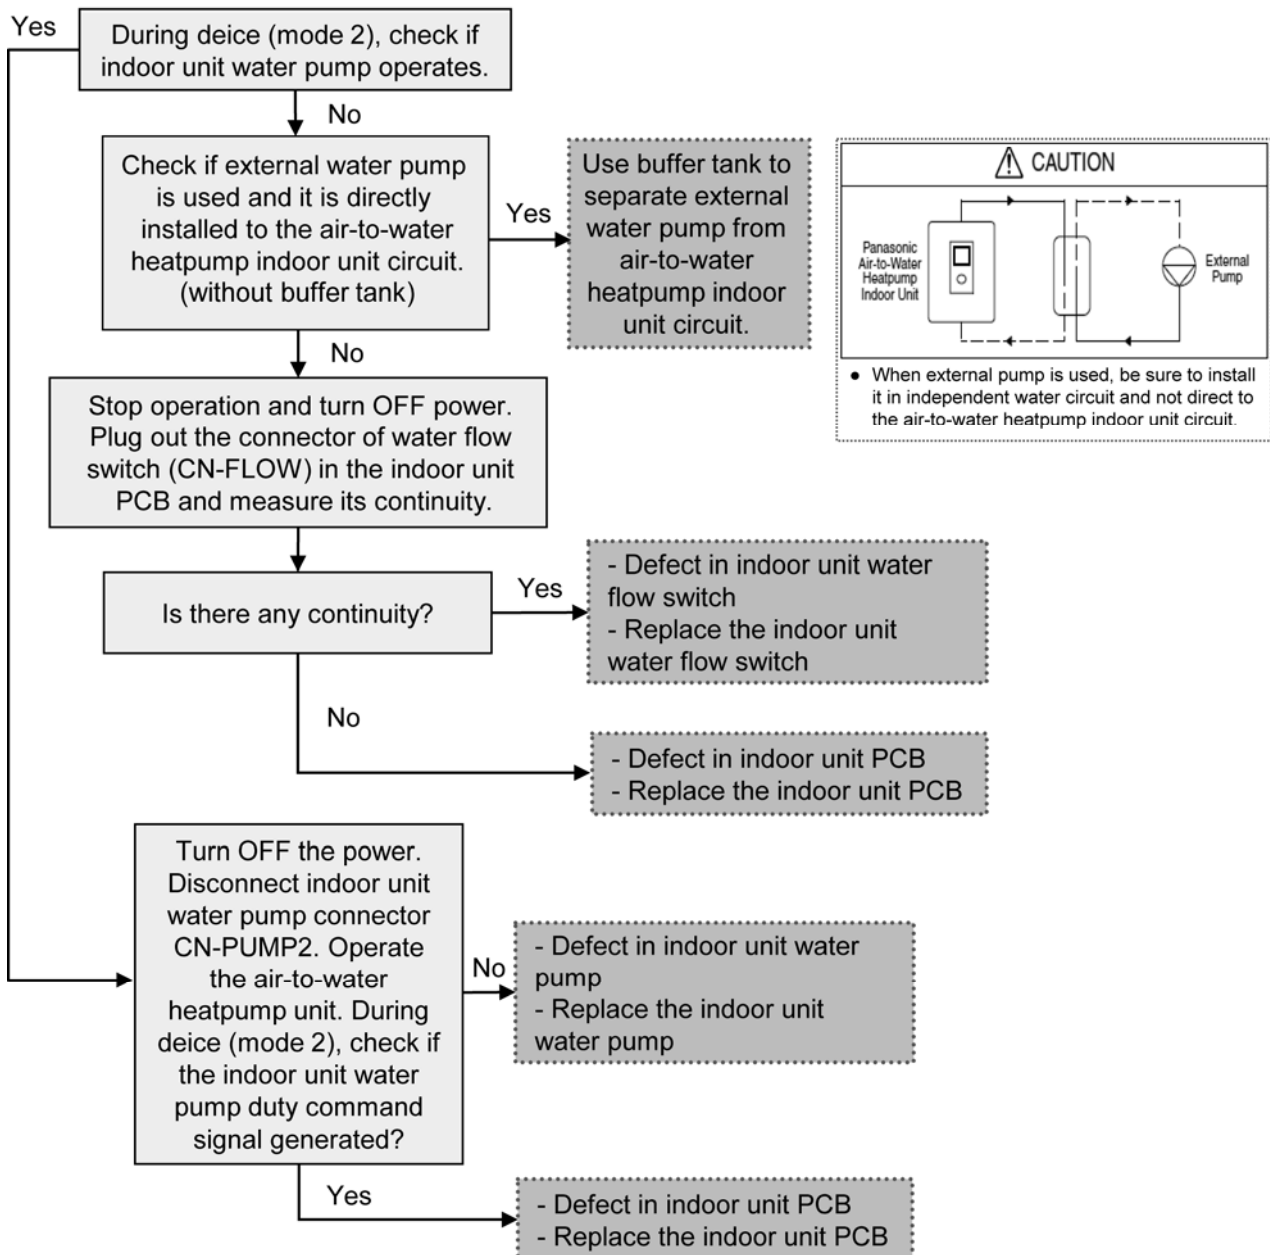 Yes
During deice (mode 2), check if
indoor unit water pump operates.
No
Check if external water pump
is used and it is directly
installed to the air-to-water
heatpump indoor unit circuit.
(without buffer tank)
Yes
Use buffer tank to
separate external
water pump from
air-to-water
heatpump indoor
unit circuit.
CAUTION
Panasonic
Air-to-Water
Heatpump
Indoor Unit
External
Pump
● When external pump is used, be sure to install
it in independent water circuit and not direct to
the air-to-water heatpump indoor unit circuit.
No
Stop operation and turn OFF power.
Plug out the connector of water flow
switch (CN-FLOW) in the indoor unit
PCB and measure its continuity.
Is there any continuity?
Yes
- Defect in indoor unit water
flow switch
- Replace the indoor unit
water flow switch
No
- Defect in indoor unit PCB
- Replace the indoor unit PCB
Turn OFF the power.
Disconnect indoor unit
water pump connector
CN-PUMP2. Operate
the air-to-water
heatpump unit. During
deice (mode 2), check if
the indoor unit water
pump duty command
signal generated?
No
- Defect in indoor unit water
pump
- Replace the indoor unit
water pump
Yes
- Defect in indoor unit PCB
- Replace the indoor unit PCB